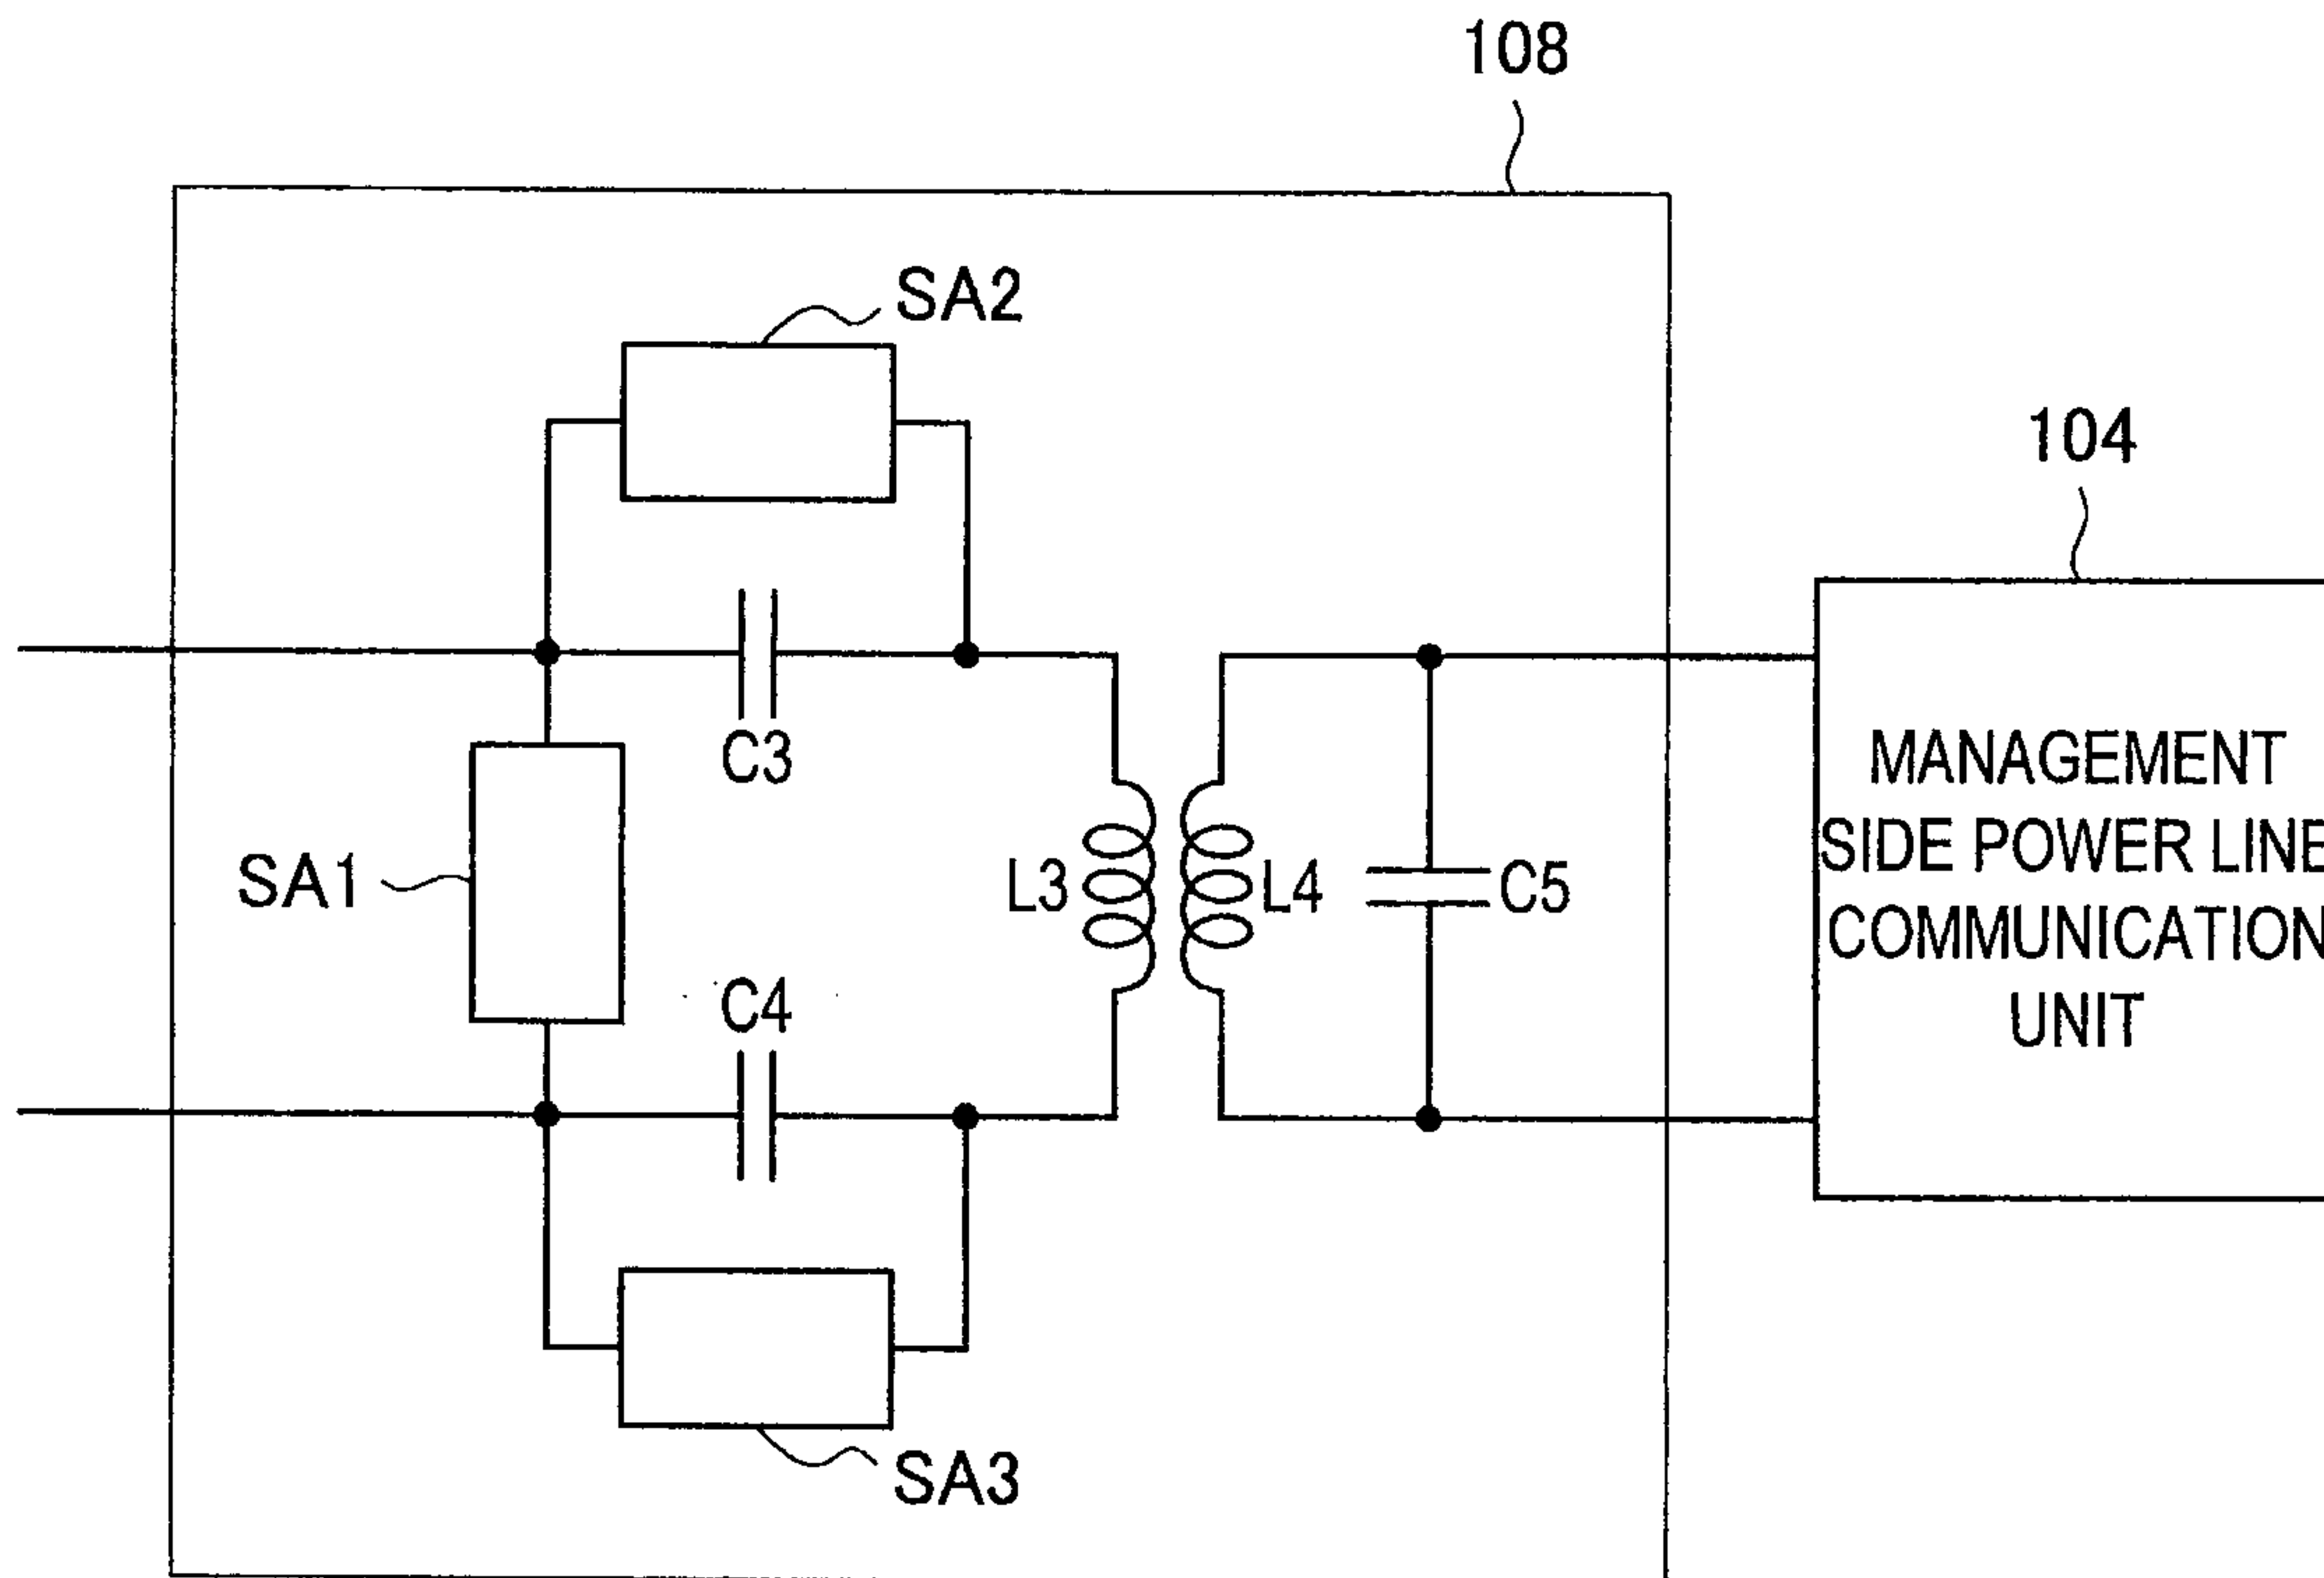 108
SA2
104
C3
MANAGEMENT
SIDE POWER LINE
COMMUNICATION
UNIT
SA1
L3
L4
C5
C4
SA3